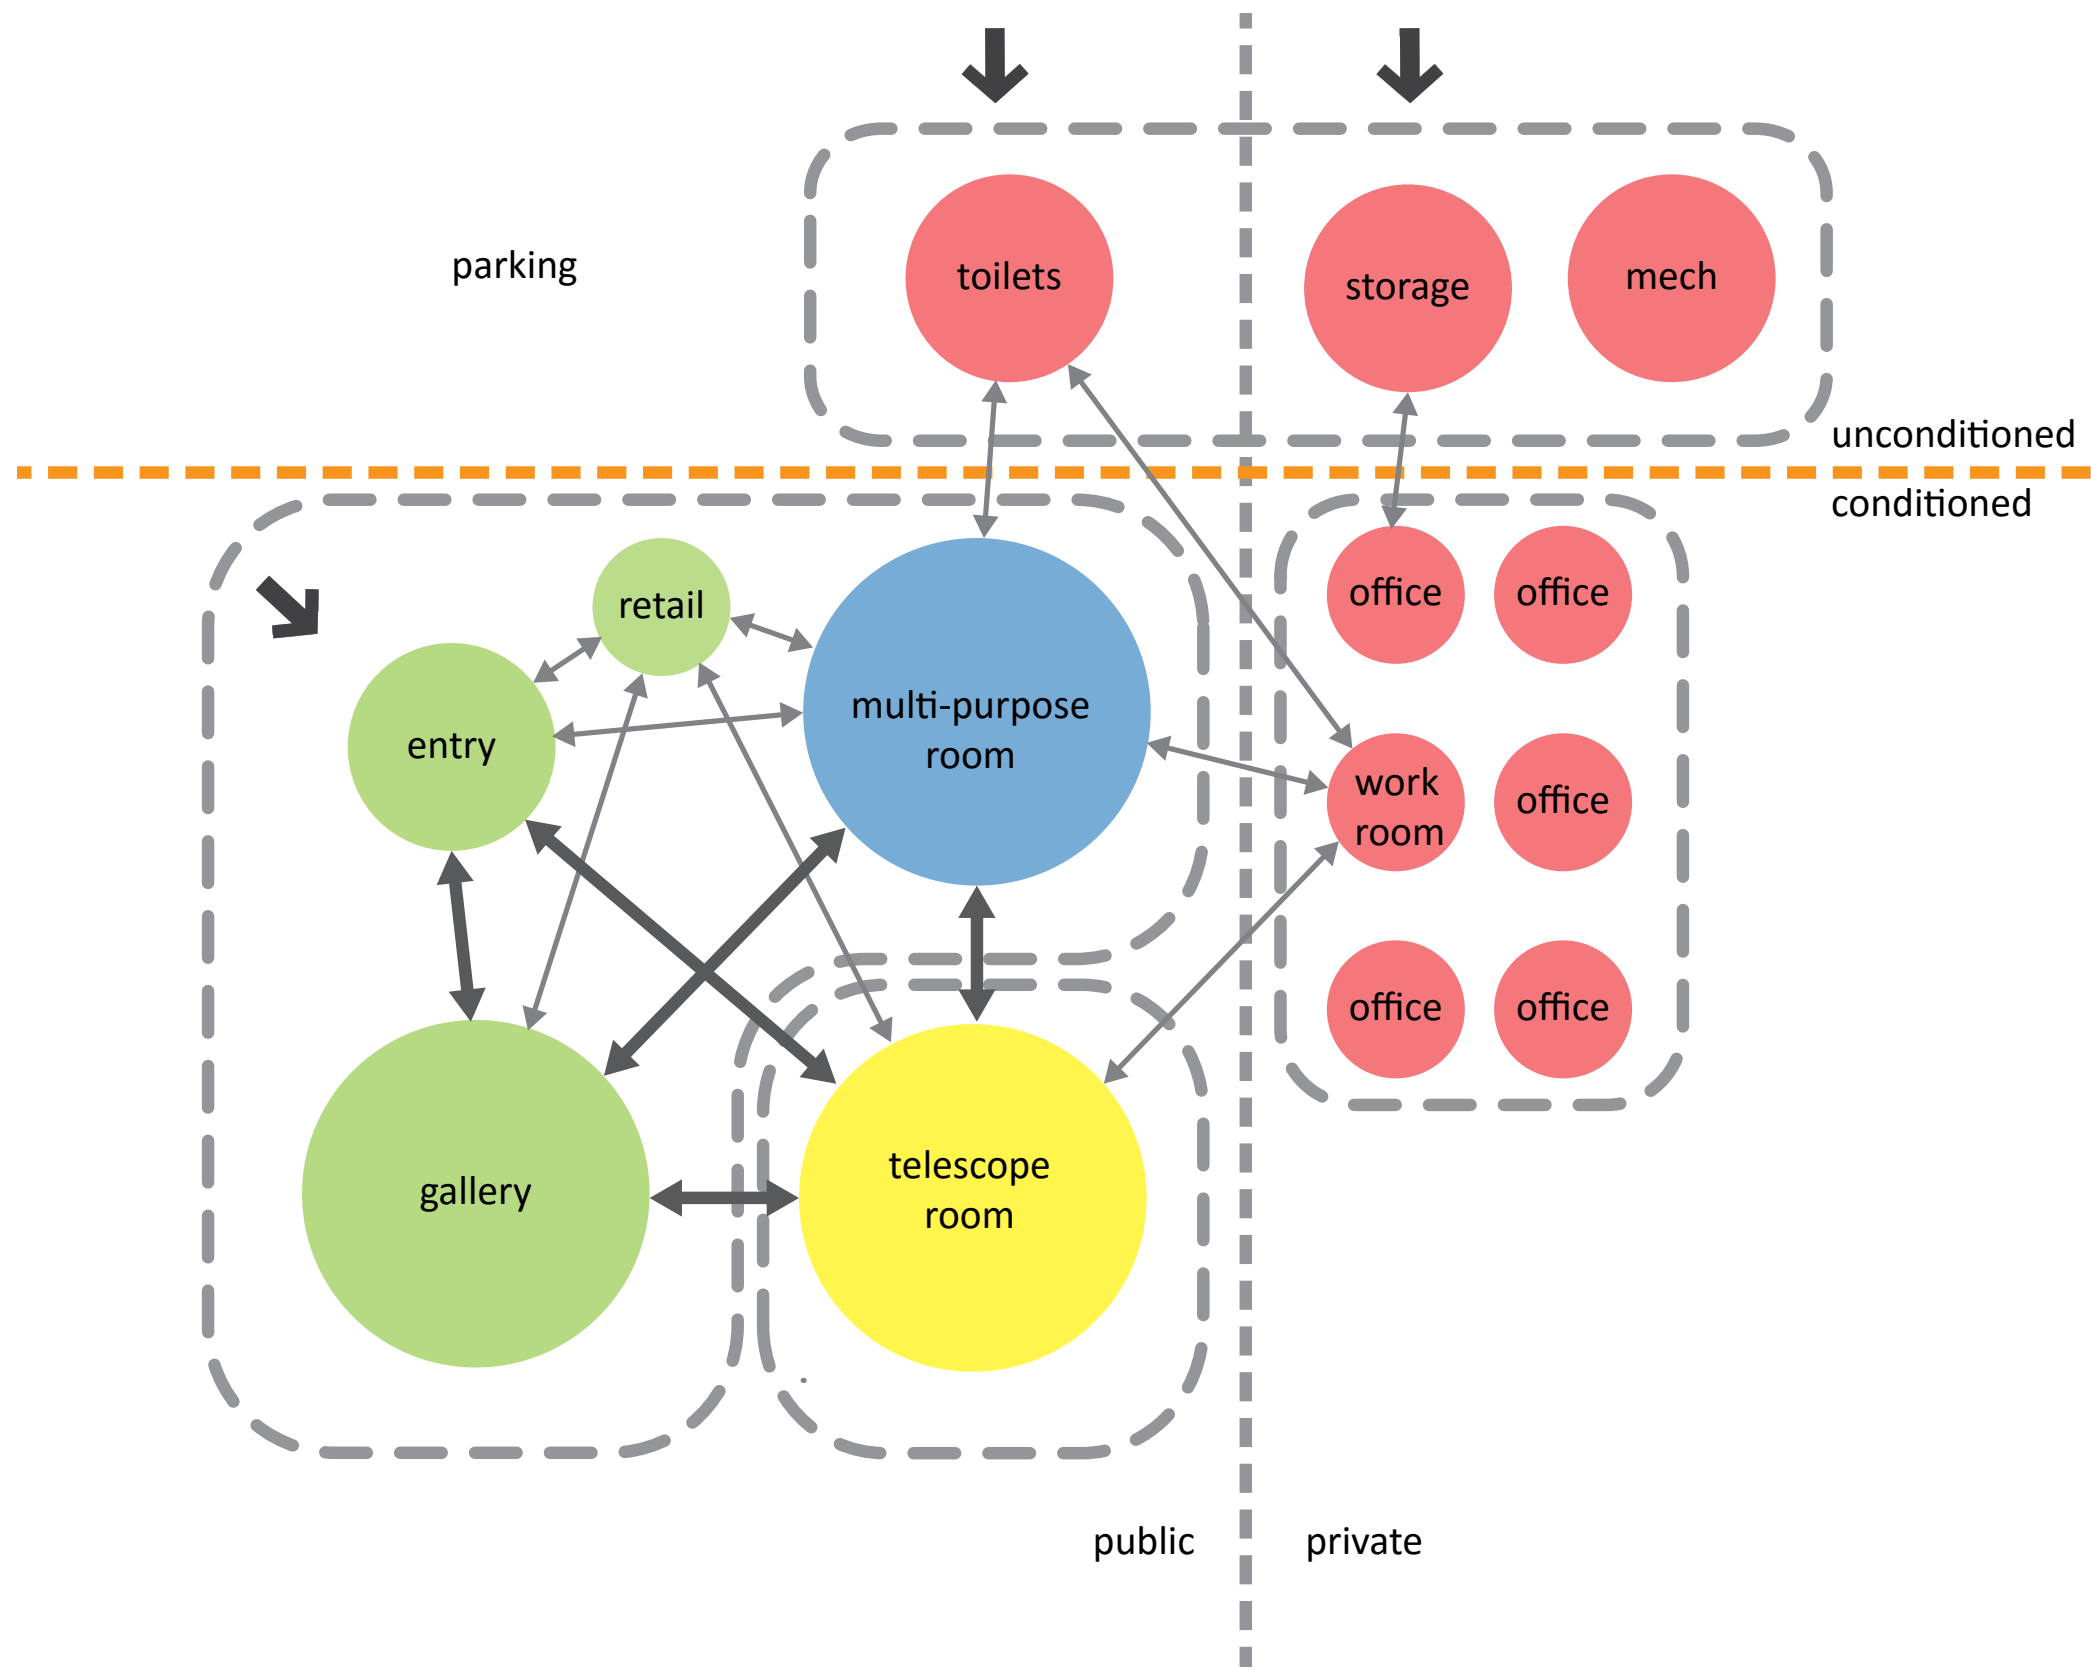 parking
toilets
storage
mech
unconditioned
conditioned
retail
office
office
entry
multi-purpose
room
work
room
office
office
office
gallery
telescope
room
public
private